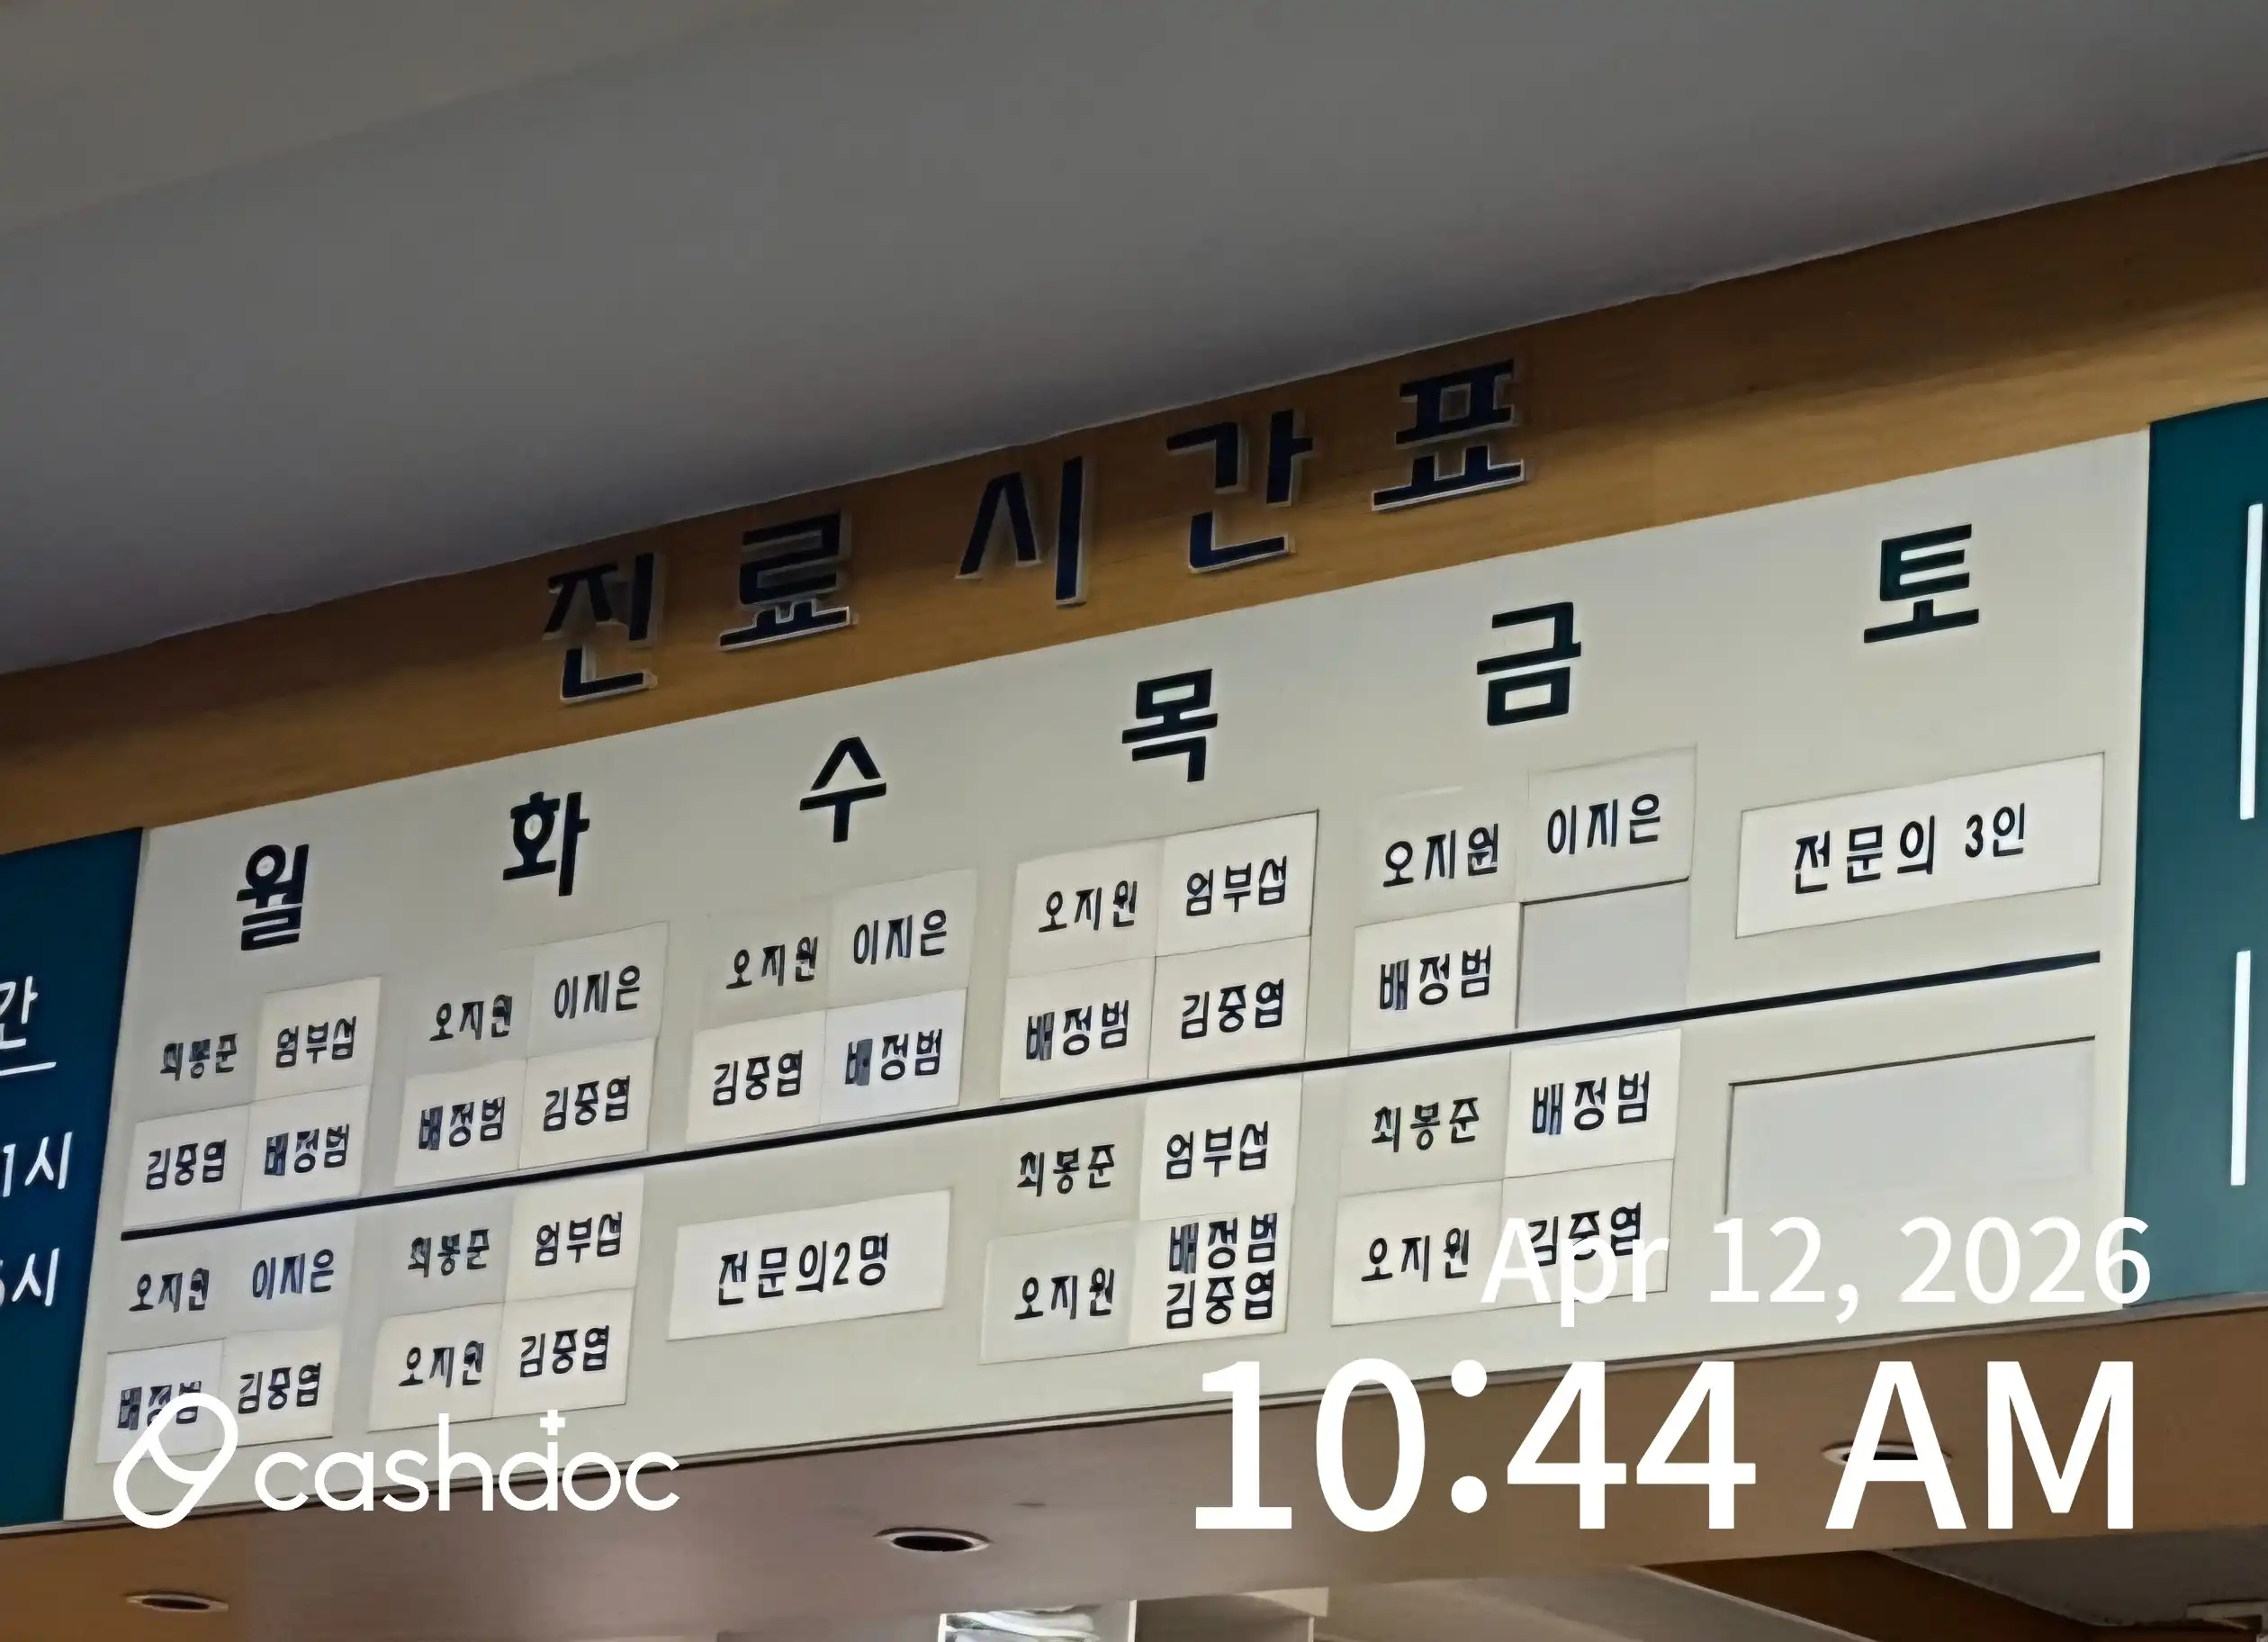 진료시간표
월 화 수 목 금 토
간
최봉준 엄부섭 오지원 이지은 오지원 이지은 오지원 엄부섭 오지원 이지은 전문의 3인
김중엽 배정범 배정범 김중엽 김중엽 배정범 배정범 김중엽 배정범
1시
오지원 이지은 최봉준 엄부섭 전문의2명 최봉준 엄부섭 최봉준 배정범
배정범 김중엽 오지원 김중엽 오지원 배정범 김중엽 오지원 김중엽
시
Apr 12, 2026
10:44 AM
cashdoc